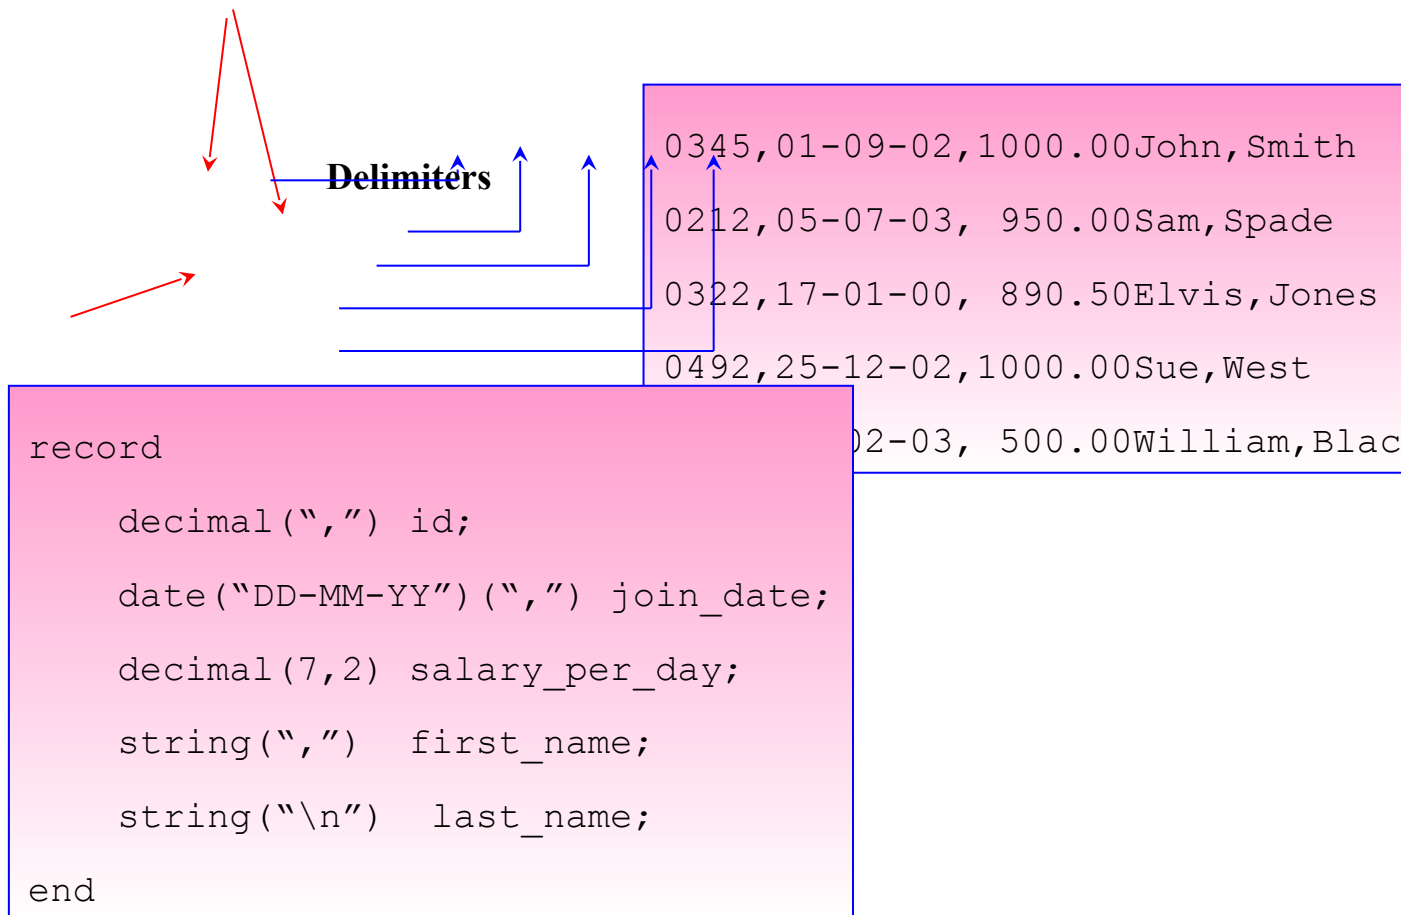 Delimiters
0345,01-09-02,1000.00John,Smith
0212,05-07-03, 950.00Sam,Spade
0322,17-01-00, 890.50Elvis,Jones
0492,25-12-02,1000.00Sue,West
02-03, 500.00William,Blac
record
decimal(“,”) id;
date(“DD-MM-YY”)(“,”) join_date;
decimal(7,2) salary_per_day;
string(“,”) first_name;
string(“\n”) last_name;
end